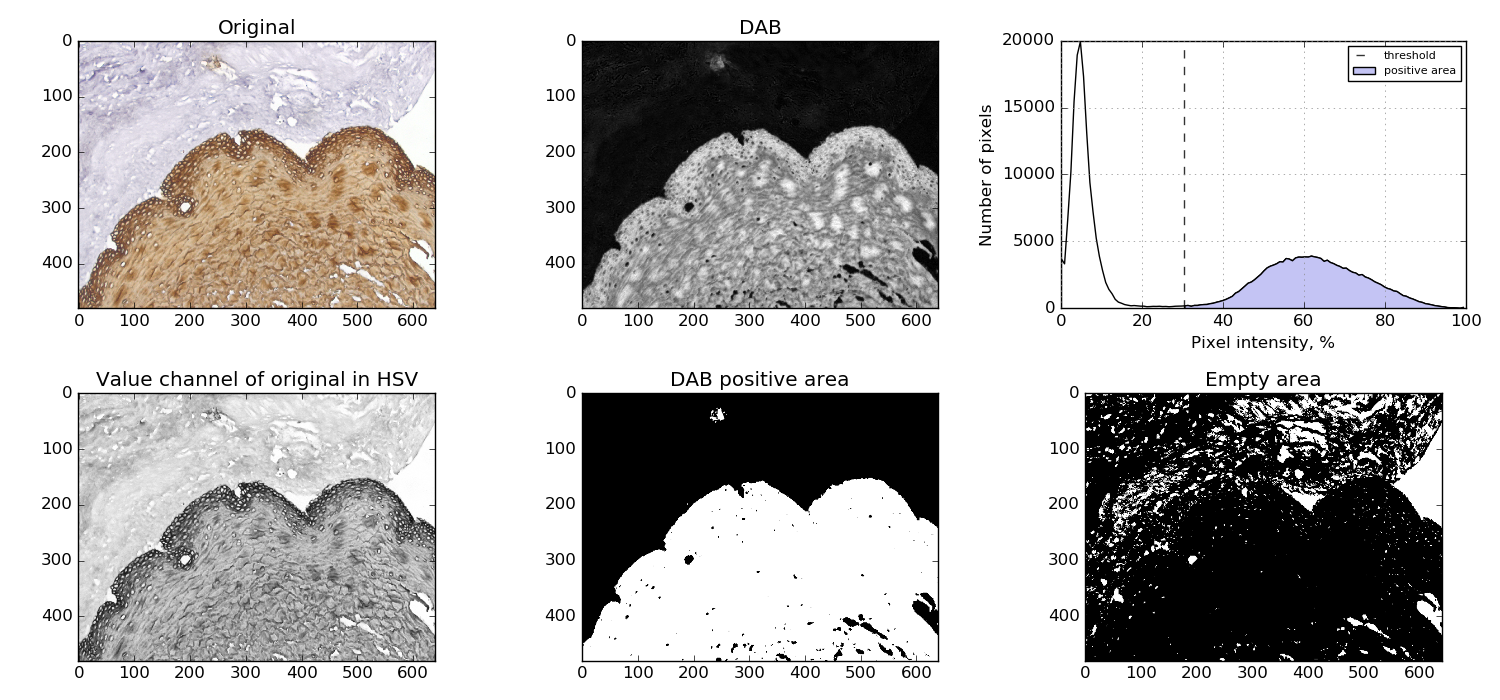 Original
0
100
200
300
400
0 100 200 300 400 500 600
DAB
0
100
200
300
400
0 100 200 300 400 500 600
20000
15000
10000
5000
0
Number of pixels
threshold
positive area
0 20 40 60 80 100
Pixel intensity, %
Value channel of original in HSV
0
100
200
300
400
0 100 200 300 400 500 600
DAB positive area
0
100
200
300
400
0 100 200 300 400 500 600
Empty area
0
100
200
300
400
0 100 200 300 400 500 600